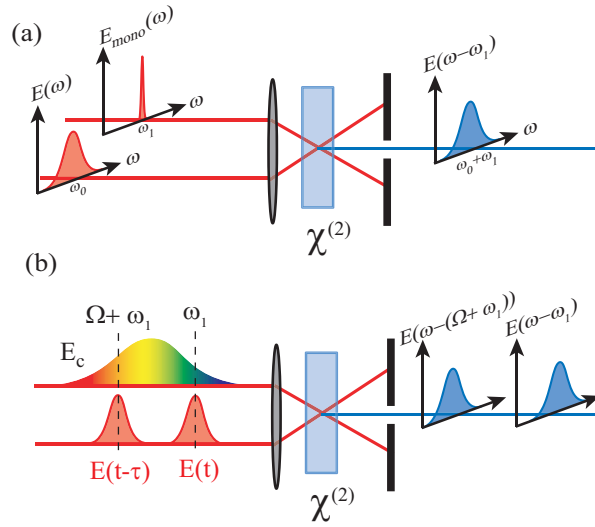 (a)
E_mono(ω)
E(ω)
ω
ω₁
ω
ω₀
χ⁽²⁾
E(ω−ω₁)
ω
ω₀+ω₁
(b)
Ω+ ω₁
ω₁
E_c
E(t-τ)
E(t)
χ⁽²⁾
E(ω−(Ω+ω₁))
E(ω−ω₁)